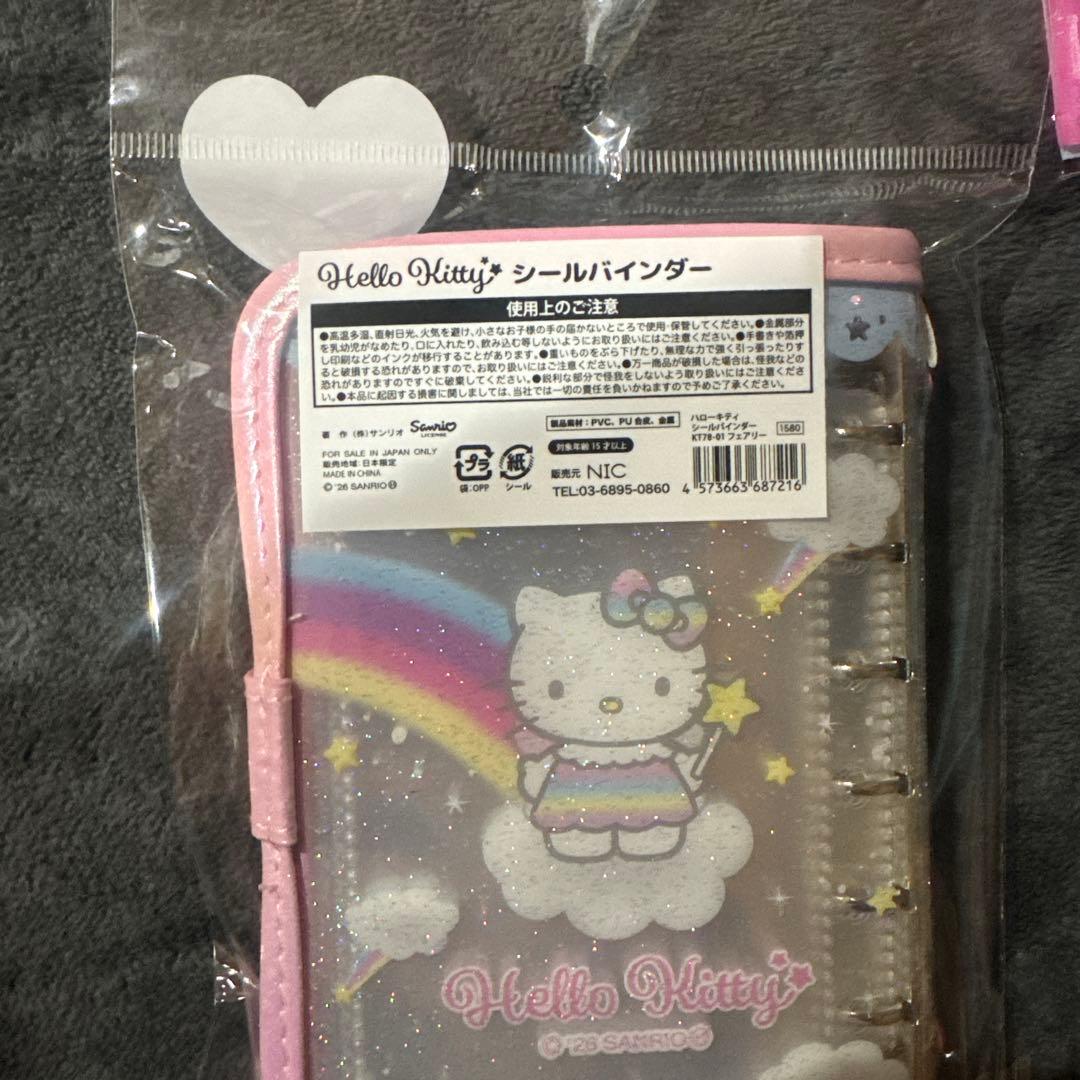 Hello Kitty シールバインダー
使用上のご注意
●高温多湿、直射日光、火気を避け、小さなお子様の手の届かないところで使用・保管してください。●金属部分
を乳幼児がなめたり、口に入れたり、飲み込む等しないようにお取り扱いにはご注意ください。●手書きや箔押
し印刷などのインクが移行することがあります。●重いものをぶら下げたり、無理な力で強く引っ張ったりす
ると破損する恐れがありますので、お取り扱いにはご注意ください。●万一商品が破損した場合は、怪我などの
恐れがありますのですぐに破棄してください。●鋭利な部分で怪我をしないよう取り扱いには十分ご注意くださ
い。●本品に起因する損害に関しましては、当社では一切の責任を負いかねますので予めご了承ください。
著 作 (株)サンリオ Sanrio LICENSE
FOR SALE IN JAPAN ONLY
販売地域:日本限定
MADE IN CHINA
©'26 SANRIO Ⓛ
プラ
袋:OPP
紙
シール
製品素材:PVC、PU 合皮、金属
対象年齢 15 才以上
販売元 NIC
TEL:03-6895-0860
ハローキティ
シールバインダー
KT78-01 フェアリー
1580
4 573663 687216
Hello Kitty
© '26 SANRIO Ⓛ